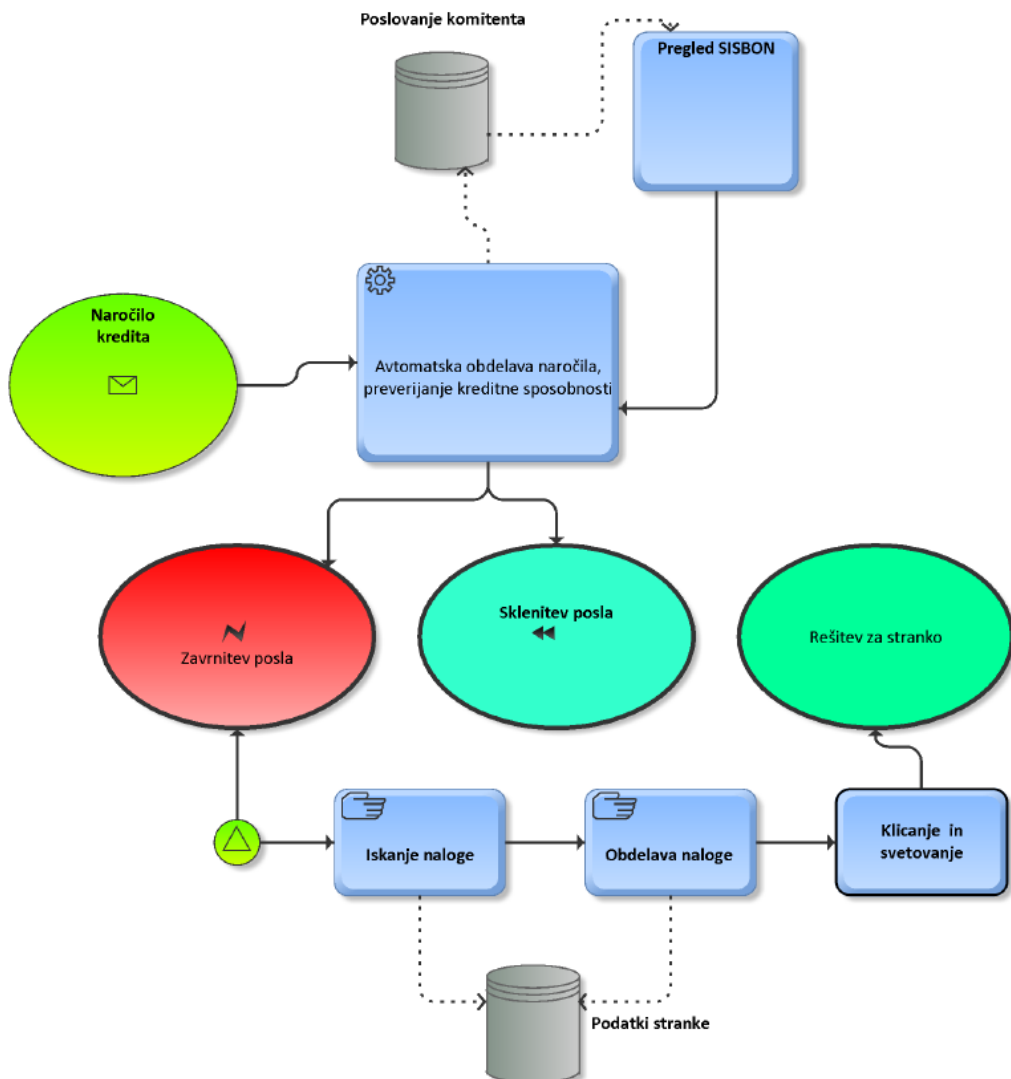 Poslovanje komitenta
Pregled SISBON
Naročilo
kredita
Avtomatska obdelava naročila,
preverijanje kreditne sposobnosti
Zavrnitev posla
Sklenitev posla
Rešitev za stranko
Iskanje naloge
Obdelava naloge
Klicanje in
svetovanje
Podatki stranke